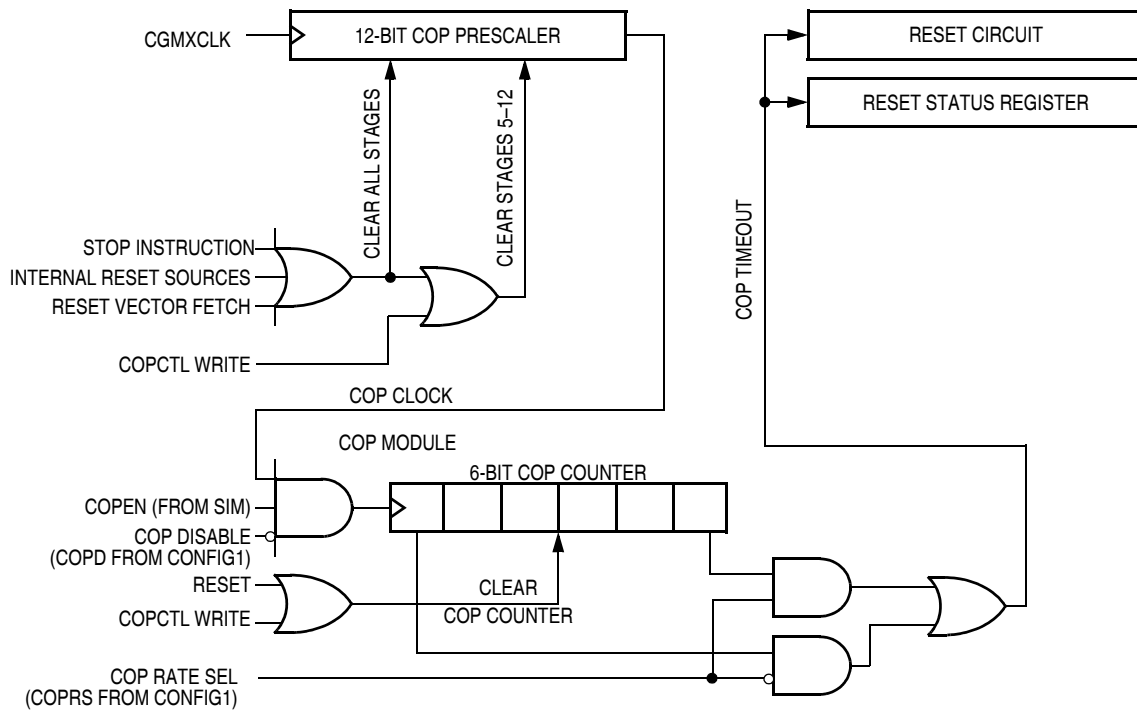 CGMXCLK
12-BIT COP PRESCALER
RESET CIRCUIT
RESET STATUS REGISTER
CLEAR ALL STAGES
CLEAR STAGES 5–12
COP TIMEOUT
STOP INSTRUCTION
INTERNAL RESET SOURCES
RESET VECTOR FETCH
COPCTL WRITE
COP CLOCK
COP MODULE
6-BIT COP COUNTER
COPEN (FROM SIM)
COP DISABLE
(COPD FROM CONFIG1)
RESET
CLEAR
COPCTL WRITE
COP COUNTER
COP RATE SEL
(COPRS FROM CONFIG1)